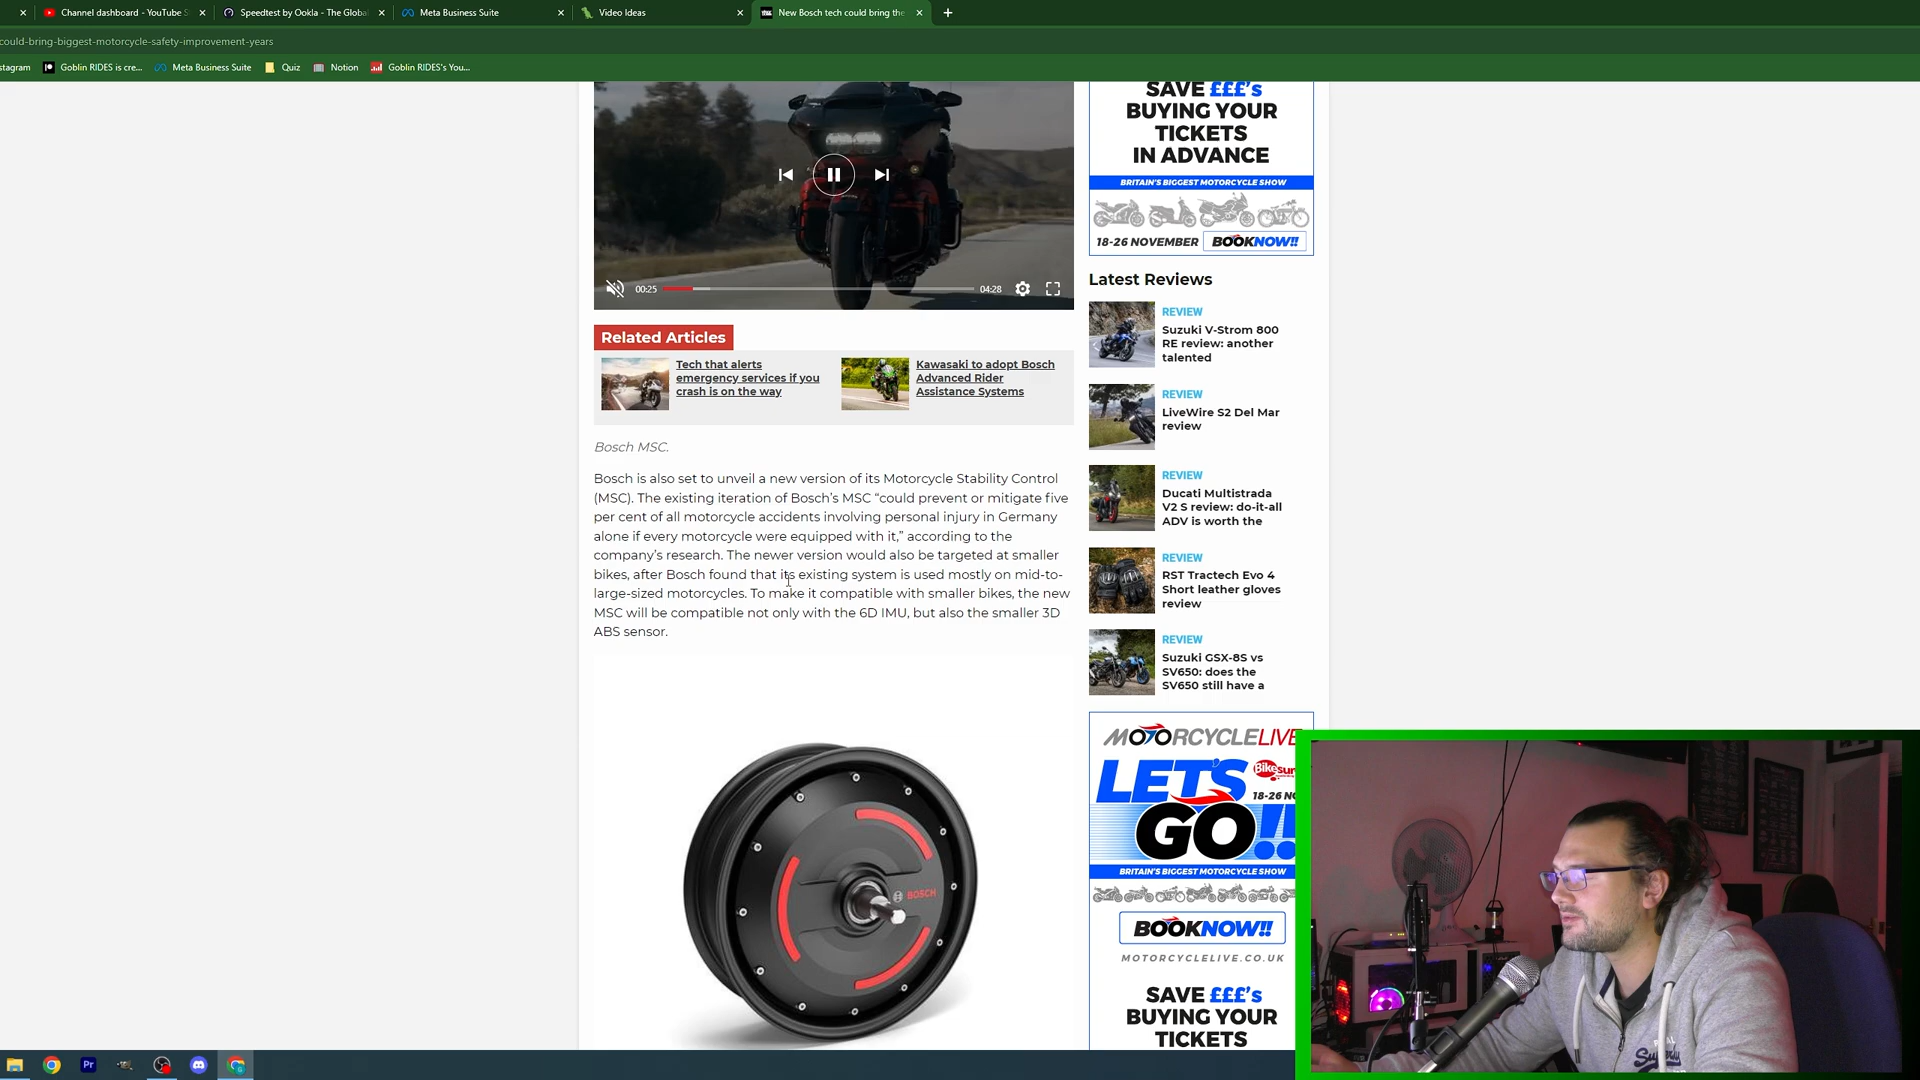 Channel dashboard - YouTube S
Speedtest by Ookla - The Globa
Meta Business Suite
Video Ideas
New Bosch tech could bring the
could-bring-biggest-motorcycle-safety-improvement-years
stagram
Goblin RIDES is cre...
Meta Business Suite
Quiz
Notion
Goblin RIDES's You...
00:25
04:28
Related Articles
Tech that alerts
emergency services if you
crash is on the way
Kawasaki to adopt Bosch
Advanced Rider
Assistance Systems
Bosch MSC.
Bosch is also set to unveil a new version of its Motorcycle Stability Control
(MSC). The existing iteration of Bosch's MSC “could prevent or mitigate five
per cent of all motorcycle accidents involving personal injury in Germany
alone if every motorcycle were equipped with it,” according to the
company's research. The newer version would also be targeted at smaller
bikes, after Bosch found that its existing system is used mostly on mid-to-
large-sized motorcycles. To make it compatible with smaller bikes, the new
MSC will be compatible not only with the 6D IMU, but also the smaller 3D
ABS sensor.
BOSCH
SAVE £££'s
BUYING YOUR
TICKETS
IN ADVANCE
BRITAIN'S BIGGEST MOTORCYCLE SHOW
18-26 NOVEMBER
BOOKNOW!!
Latest Reviews
REVIEW
Suzuki V-Strom 800
RE review: another
talented
REVIEW
LiveWire S2 Del Mar
review
REVIEW
Ducati Multistrada
V2 S review: do-it-all
ADV is worth the
REVIEW
RST Tractech Evo 4
Short leather gloves
review
REVIEW
Suzuki GSX-8S vs
SV650: does the
SV650 still have a
MOTORCYCLELIVE
LET'S
GO!!
18-26 NO
BRITAIN'S BIGGEST MOTORCYCLE SHOW
BOOKNOW!!
MOTORCYCLELIVE.CO.UK
SAVE £££'s
BUYING YOUR
TICKETS
Pr